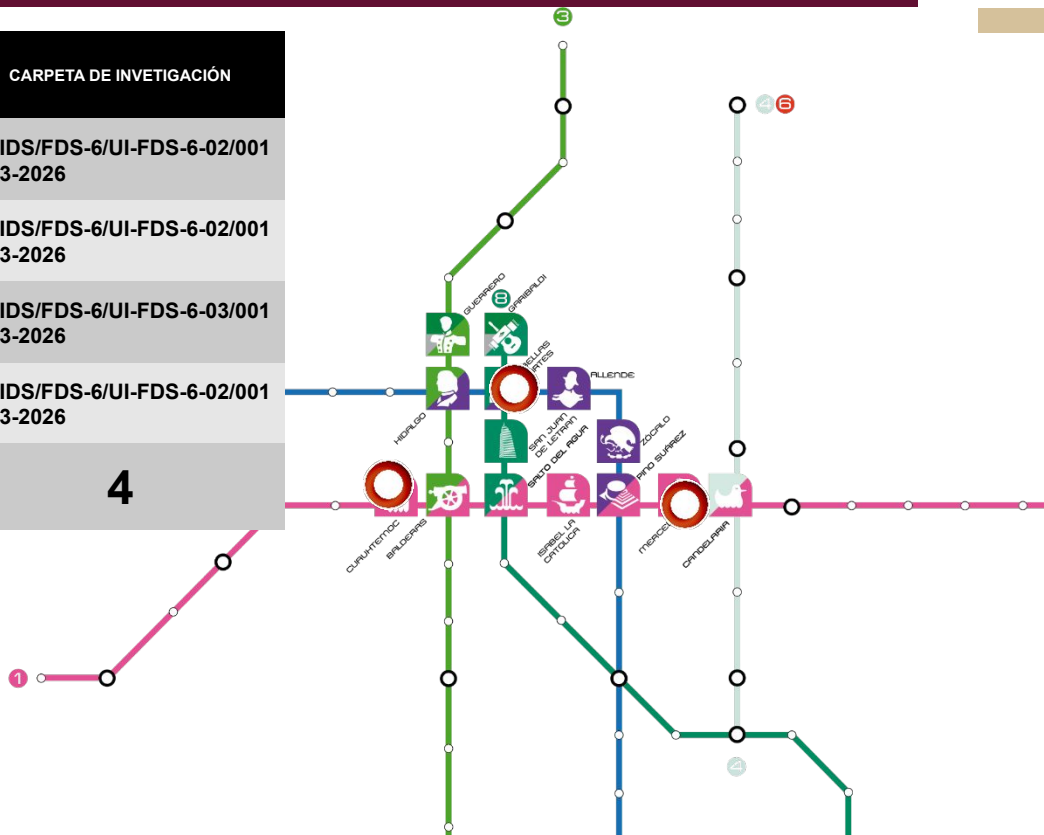 3
CARPETA DE INVETIGACIÓN
4 6
IDS/FDS-6/UI-FDS-6-02/001
3-2026
IDS/FDS-6/UI-FDS-6-02/001
3-2026
GUERRERO
GARIBALDI
8
IDS/FDS-6/UI-FDS-6-03/001
3-2026
ALLENDE
IDS/FDS-6/UI-FDS-6-02/001
3-2026
HIDALGO
SAN JUAN
DE LETRAN
SALTO DEL AGUA
ZOCALO
PINO SUÁREZ
4
CUAUHTEMOC
BALDERAS
ISABEL LA
CATOLICA
CANDELARIA
1
4